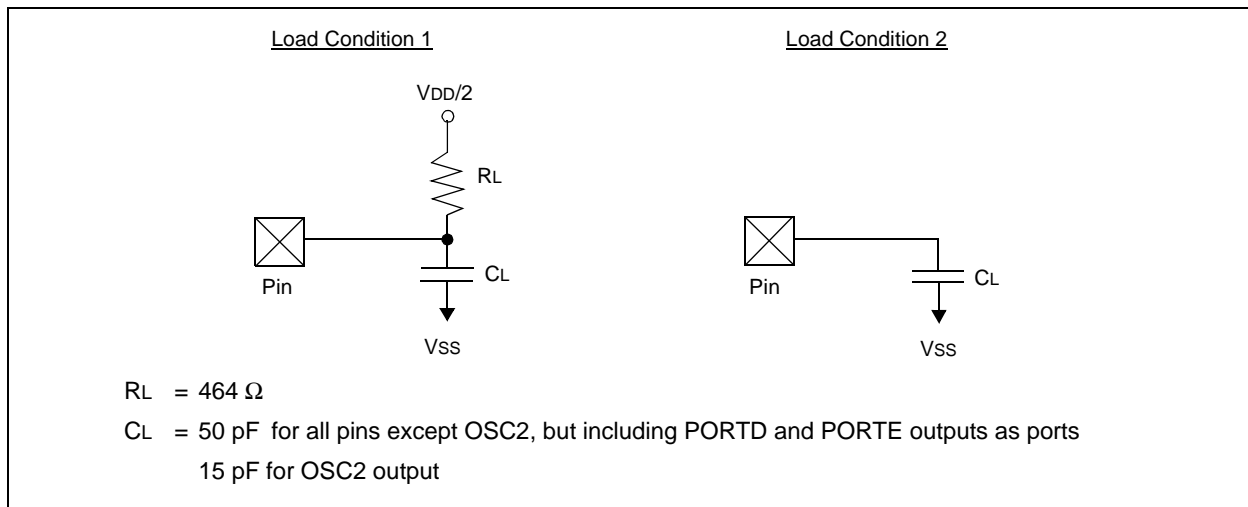 Load Condition 1
Load Condition 2
VDD/2
RL
Pin
CL
VSS
Pin
CL
VSS
RL = 464 Ω
CL = 50 pF for all pins except OSC2, but including PORTD and PORTE outputs as ports
15 pF for OSC2 output